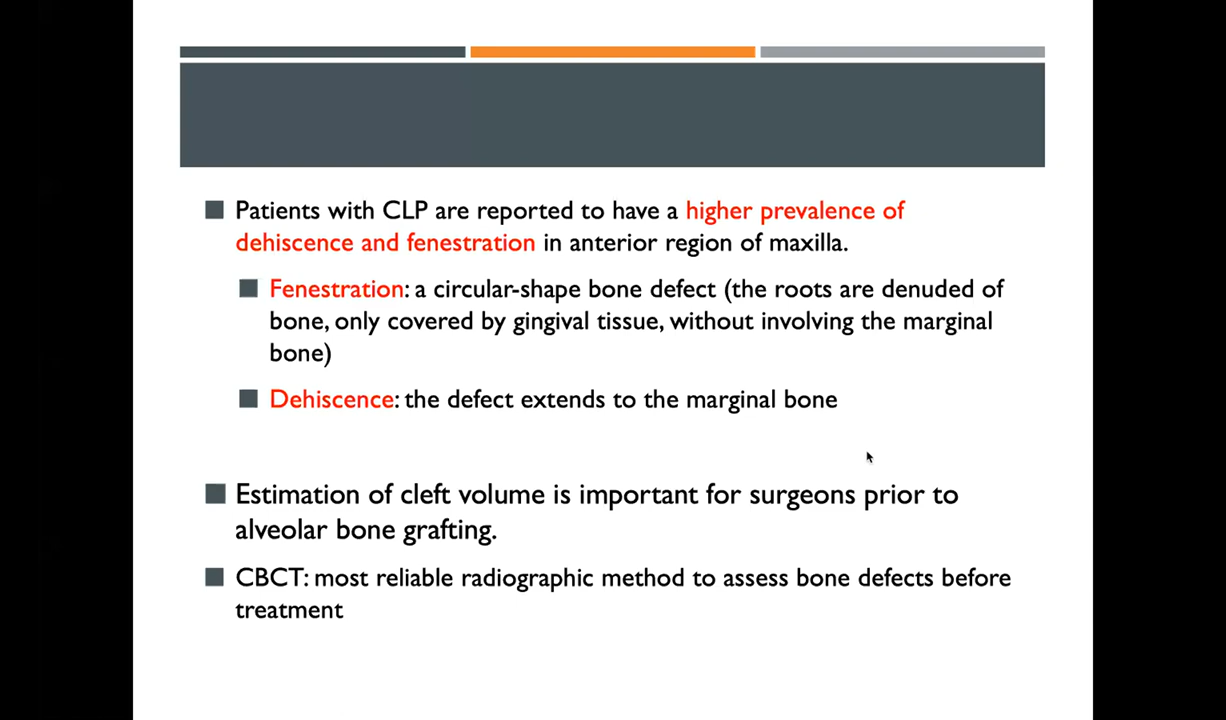 Patients with CLP are reported to have a higher prevalence of
dehiscence and fenestration in anterior region of maxilla.
Fenestration: a circular-shape bone defect (the roots are denuded of
bone, only covered by gingival tissue, without involving the marginal
bone)
Dehiscence: the defect extends to the marginal bone
Estimation of cleft volume is important for surgeons prior to
alveolar bone grafting.
CBCT: most reliable radiographic method to assess bone defects before
treatment